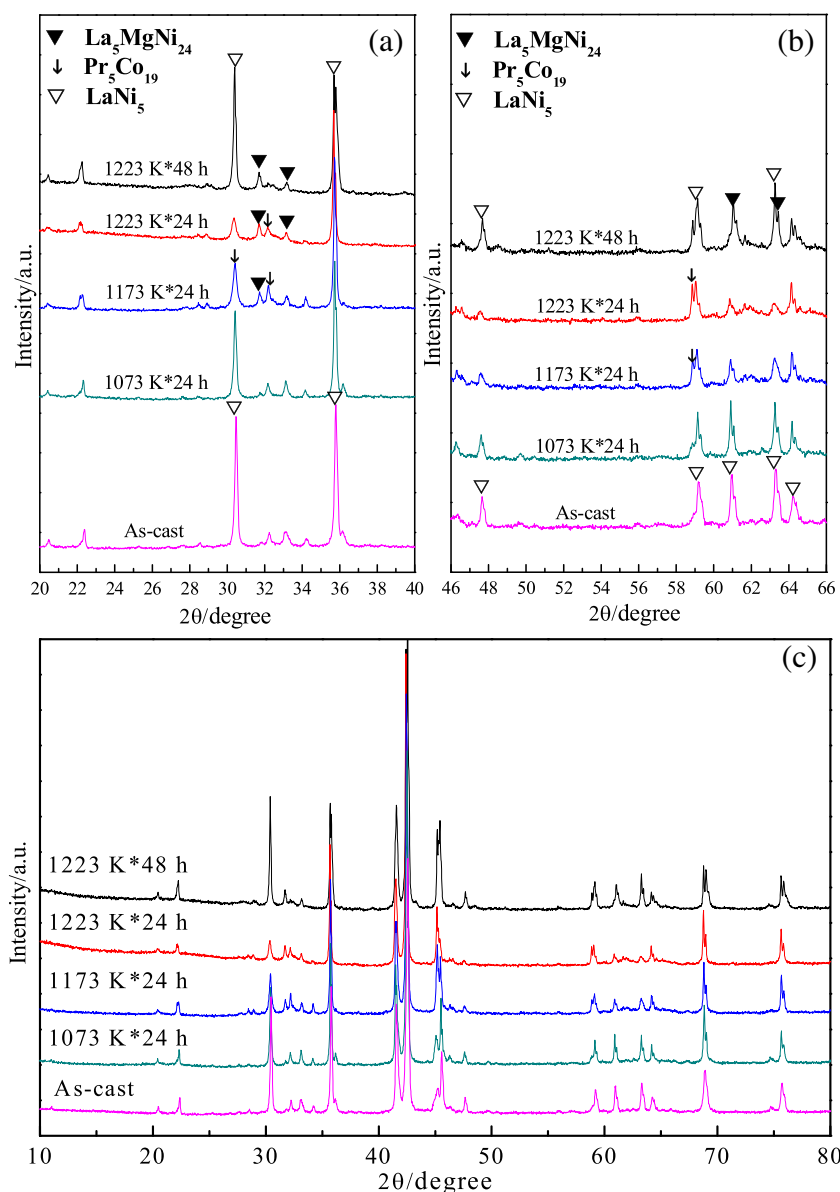 (a)
▼ La₅MgNi₂₄
↓ Pr₅Co₁₉
▽ LaNi₅
1223 K*48 h
1223 K*24 h
1173 K*24 h
1073 K*24 h
As-cast
Intensity/a.u.
20 22 24 26 28 30 32 34 36 38 40
2θ/degree
(b)
▼ La₅MgNi₂₄
↓ Pr₅Co₁₉
▽ LaNi₅
1223 K*48 h
1223 K*24 h
1173 K*24 h
1073 K*24 h
As-cast
Intensity/a.u.
46 48 50 52 54 56 58 60 62 64 66
2θ/degree
(c)
1223 K*48 h
1223 K*24 h
1173 K*24 h
1073 K*24 h
As-cast
Intensity/a.u.
10 20 30 40 50 60 70 80
2θ/degree